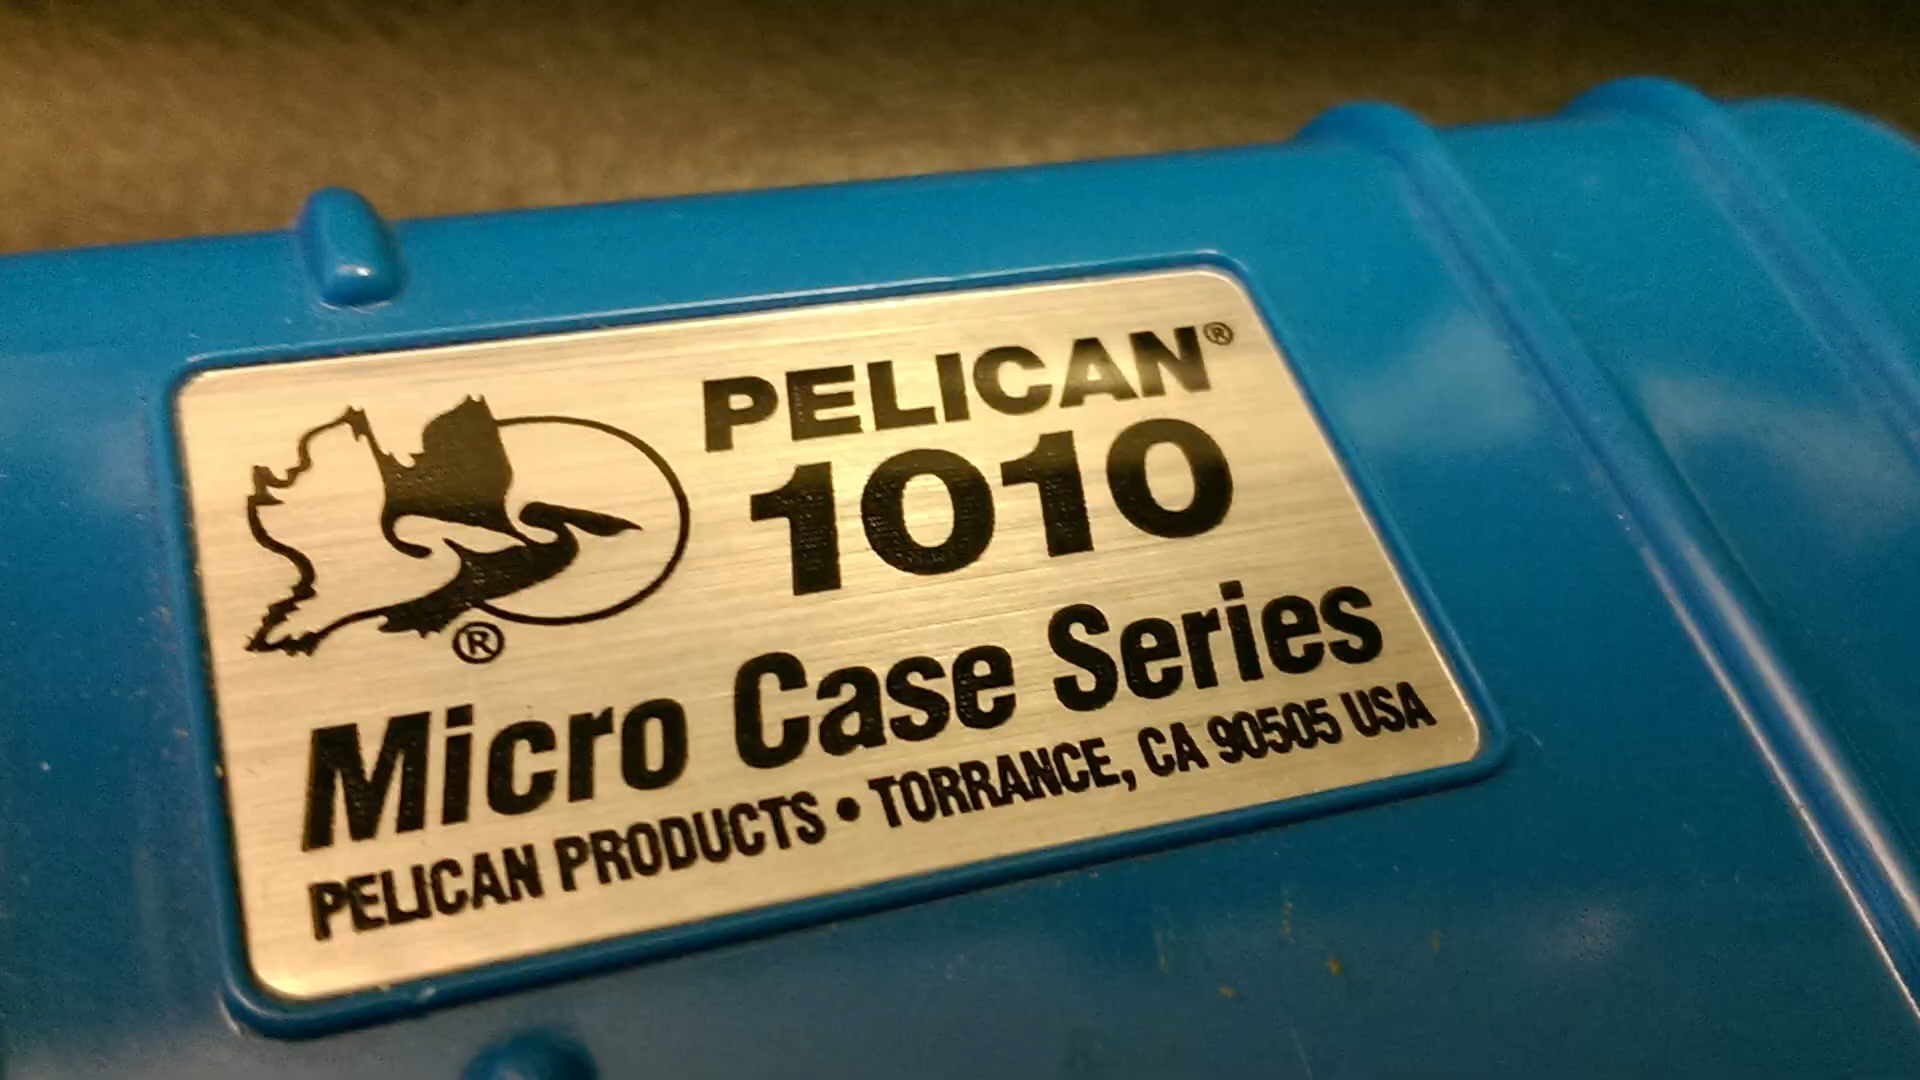 PELICAN®
1010
®
Micro Case Series
PELICAN PRODUCTS • TORRANCE, CA 90505 USA